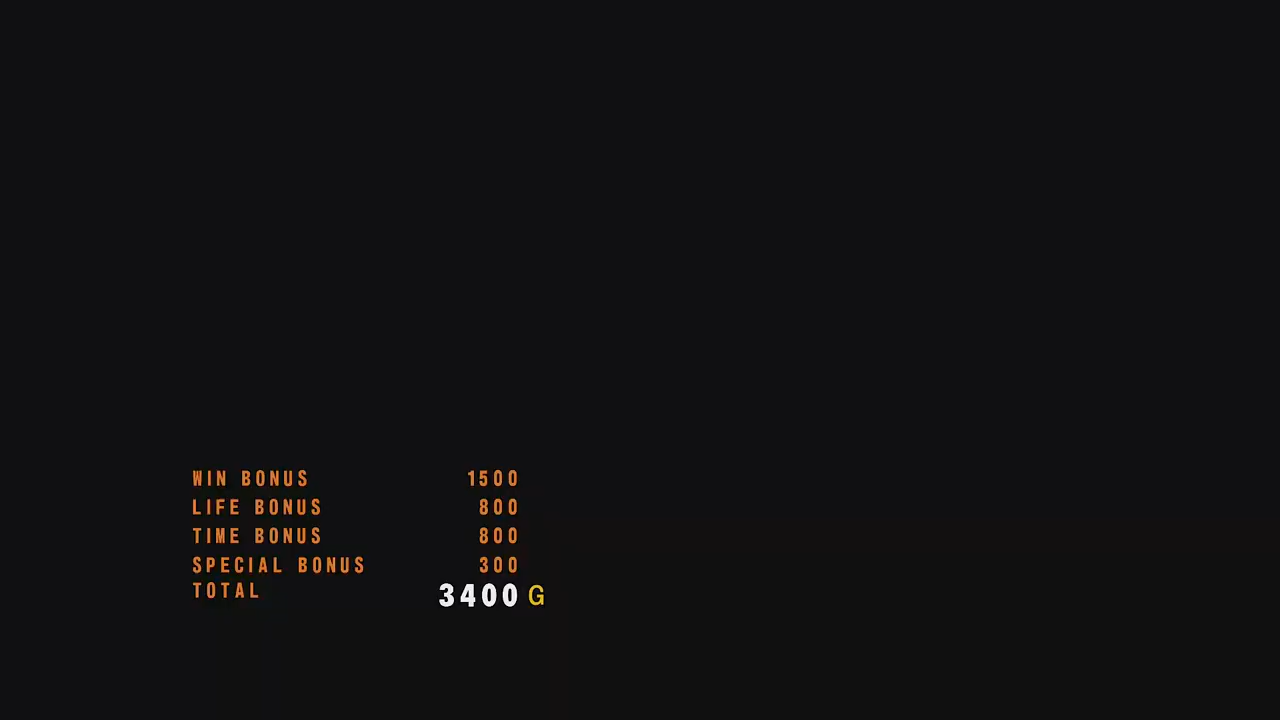 WIN BONUS 1500
LIFE BONUS 800
TIME BONUS 800
SPECIAL BONUS 300
TOTAL 3400 G